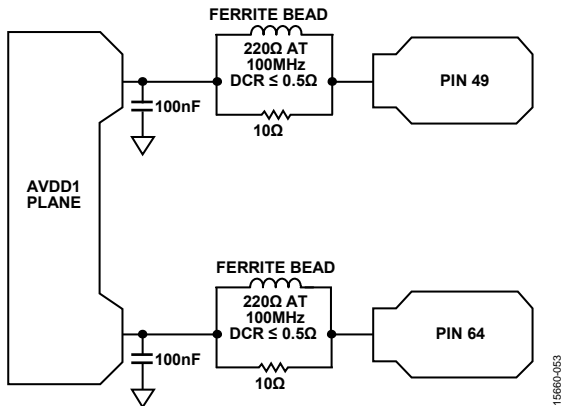 FERRITE BEAD
220Ω AT
100MHz
DCR ≤ 0.5Ω
10Ω
100nF
PIN 49
AVDD1
PLANE
FERRITE BEAD
220Ω AT
100MHz
DCR ≤ 0.5Ω
10Ω
100nF
PIN 64
15660-053